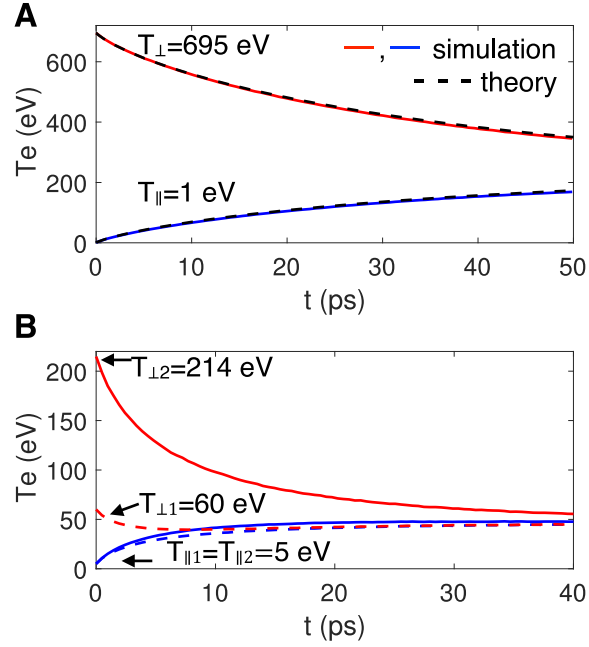 A
T⊥=695 eV
, simulation
theory
T∥=1 eV
Te (eV)
600
400
200
0
0 10 20 30 40 50
t (ps)
B
T⊥2=214 eV
T⊥1=60 eV
T∥1=T∥2=5 eV
Te (eV)
200
150
100
50
0
0 10 20 30 40
t (ps)